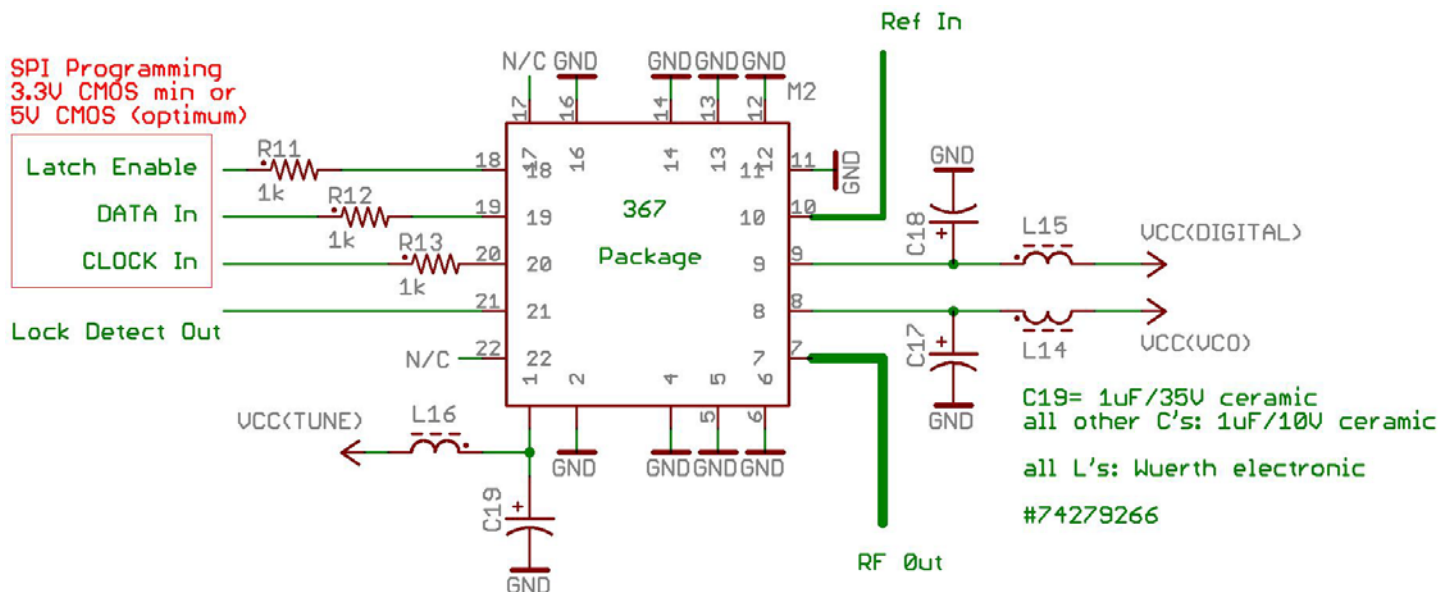 Ref In
SPI Programming
3.3V CMOS min or
5V CMOS (optimum)
N/C GND GND GND GND
M2
17 16 14 13 12
Latch Enable
R11
1k
18
17 16 14 13 12
18
11
11
GND
GND
DATA In
R12
1k
19
19
367
10
10
C18
+
L15
VCC(DIGITAL)
CLOCK In
R13
1k
20
20
Package
9
9
21
21
8
8
Lock Detect Out
C17
+
L14
VCC(VCO)
N/C
22
22
7
7
1 2 4 5 6
5 6
GND
C19= 1uF/35V ceramic
all other C's: 1uF/10V ceramic
VCC(TUNE)
L16
GND GND GND GND
all L's: Wuerth electronic
#74279266
C19
+
GND
RF 0ut